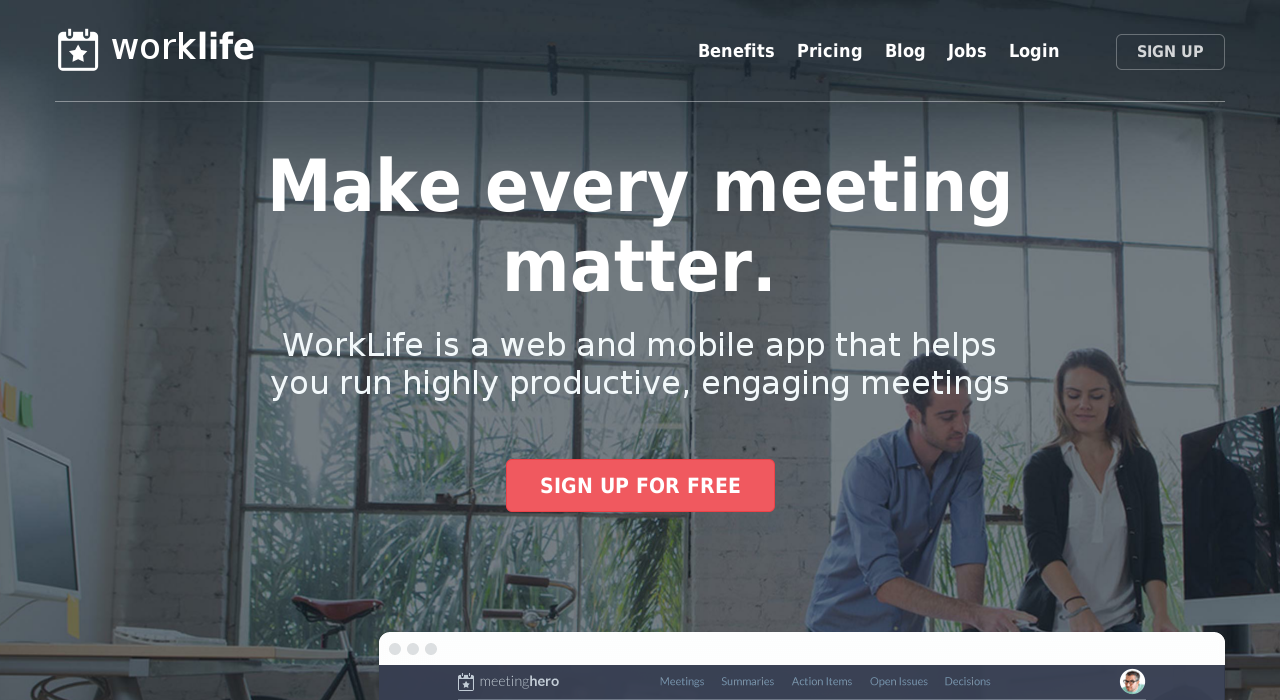 worklife
Benefits Pricing Blog Jobs Login SIGN UP
Make every meeting
matter.
WorkLife is a web and mobile app that helps
you run highly productive, engaging meetings
SIGN UP FOR FREE
meetinghero Meetings Summaries Action Items Open Issues Decisions